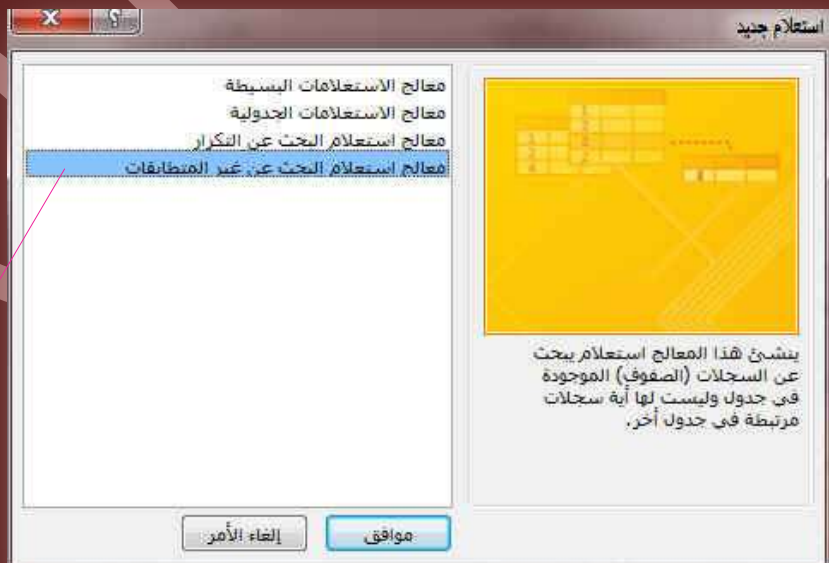 استعلام جديد
معالج الاستعلامات البسيطة
معالج الاستعلامات الجدولية
معالج استعلام البحث عن التكرار
معالج استعلام البحث عن غير المتطابقات
ينشئ هذا المعالج استعلام يبحث
عن السجلات (الصفوف) الموجودة
في جدول وليست لها أية سجلات
مرتبطة في جدول أخر.
موافق
إلغاء الأمر